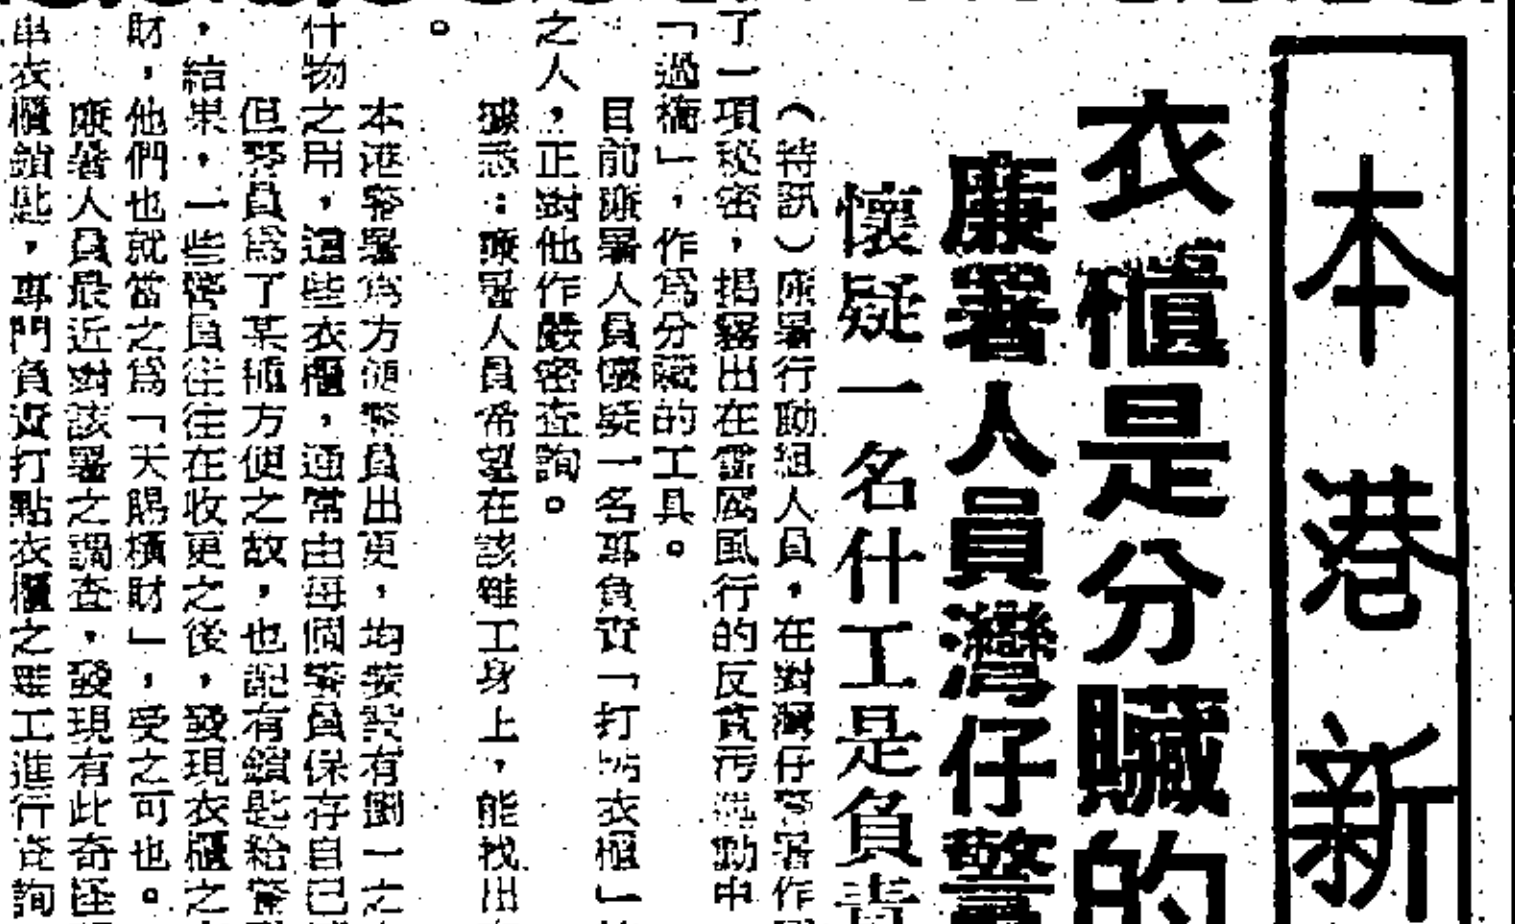 本港新
衣櫃是分贓的
廉署人員灣仔警
懷疑一名什工是負責
（特訊）廉署行動組人員，在對灣仔警署作
了一項秘密，揭露出在雷厲風行的反貪污運動中
「過橋」，作爲分贓的工具。
目前廉署人員懷疑一名專負責「打點衣櫃」
之人，正對他作嚴密查詢。
據悉：廉署人員希望在該雜工身上，能找出
。
本港警署爲方便警員出更，均裝設有個一之
什物之用，這些衣櫃，通常由每個警員保存自己
但警員爲了某種方便之故，也配有鎖匙給
，結果，一些警員往往在收更之後，發現衣櫃之
財，他們也就當之爲「天賜橫財」，受之可也。
廉署人員最近對該署之調查，發現有此奇怪
串衣櫃鎖匙，專門負責打點衣櫃之雜工進行查詢